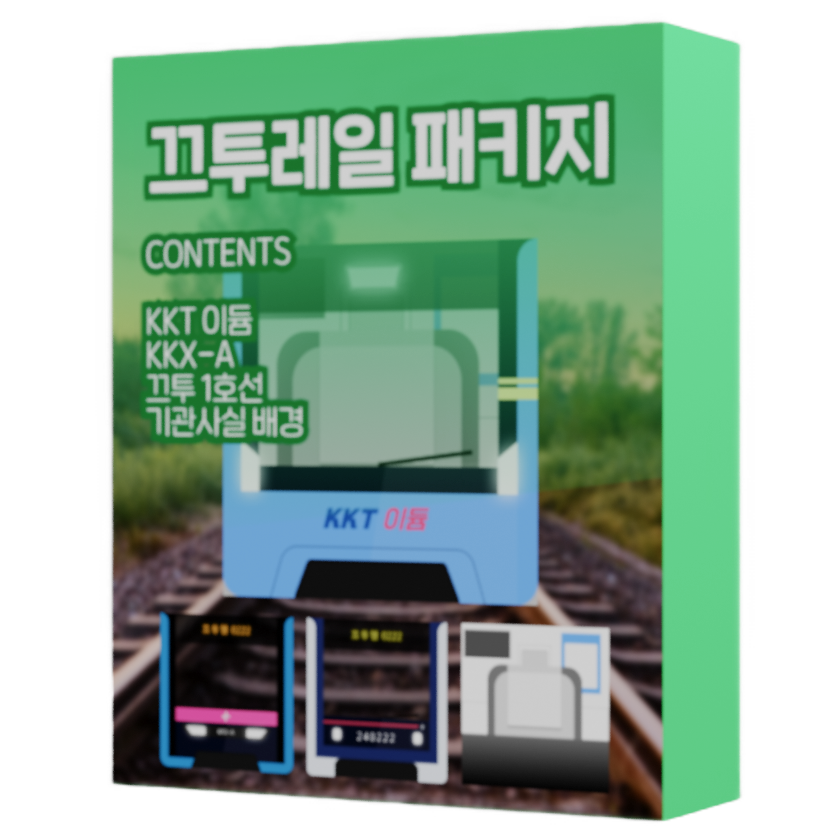 끄투레일 패키지
CONTENTS
KKT 이듐
KKX-A
끄투 1호선
기관사실 배경
KKT 이듐
240222